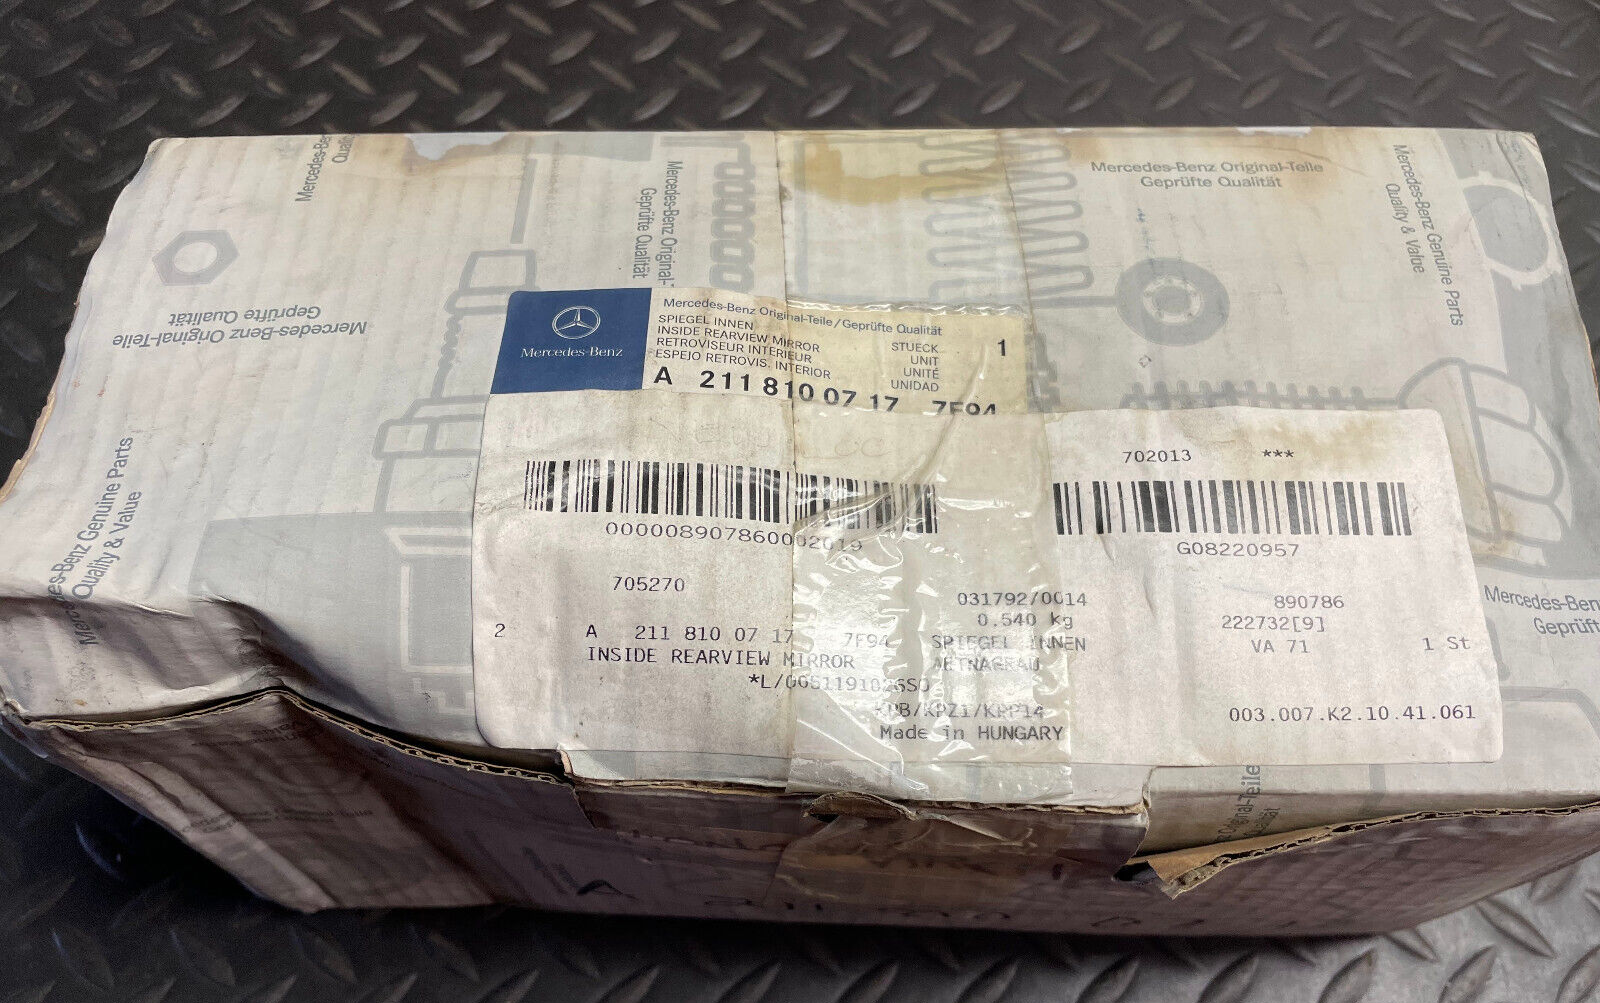 Mercedes-Benz Original-Teile
Geprüfte Qualität
Mercedes-Benz Genuine Parts
Quality & Value
Mercedes-Benz Original-Teile
Geprüfte Qualität
Mercedes-Benz Original-
Geprüfte Qualität
Mercedes-Benz Genuine Parts
Quality & Value
Mercedes-Benz
Mercedes-Benz Original-Teile/Geprüfte Qualität
SPIEGEL INNEN
INSIDE REARVIEW MIRROR
RETROVISEUR INTERIEUR
ESPEJO RETROVIS. INTERIOR
STUECK
UNIT
UNITÉ
UNIDAD
1
A 211 810 07 17 7F94
702013 ***
000008907860002019
G08220957
705270
031792/0014
0.540 kg
890786
222732[9]
VA 71
2 A 211 810 07 17 7F94 SPIEGEL INNEN
1 St
INSIDE REARVIEW MIRROR
003.007.K2.10.41.061
Made in HUNGARY